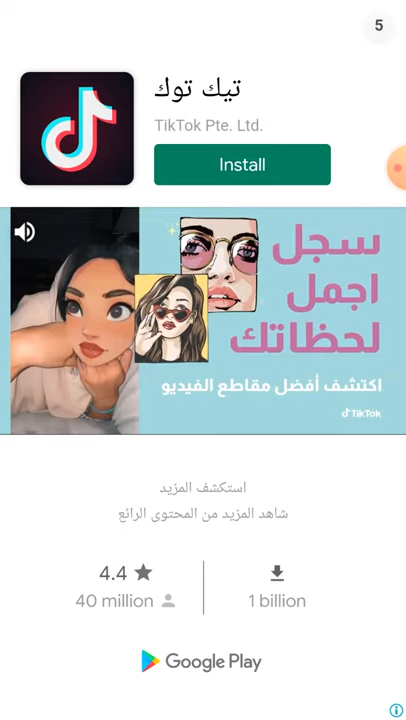 5
تيك توك
TikTok Pte. Ltd.
Install
سجل
اجمل
لحظاتك
اكتشف أفضل مقاطع الفيديو
TikTok
استكشف المزيد
شاهد المزيد من المحتوى الرائع
4.4
40 million
1 billion
Google Play